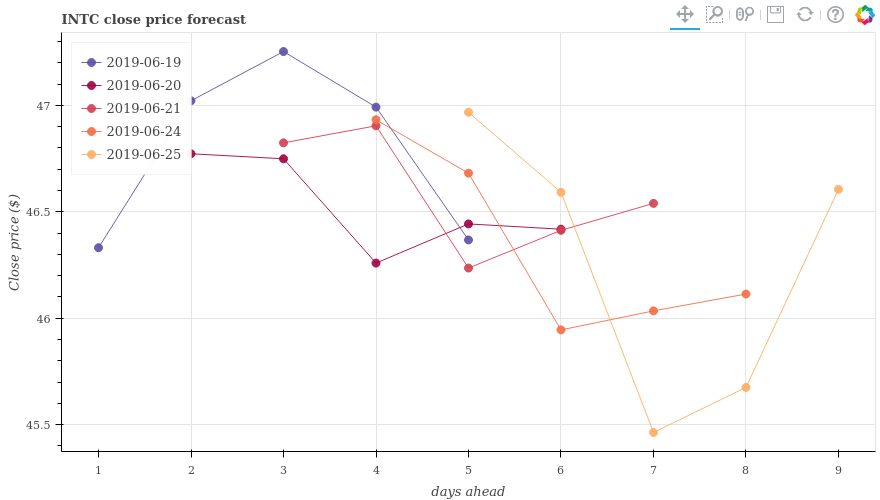 INTC close price forecast
2019-06-19
2019-06-20
2019-06-21
2019-06-24
2019-06-25
47
46.5
46
45.5
Close price ($)
1 2 3 4 5 6 7 8 9
days ahead